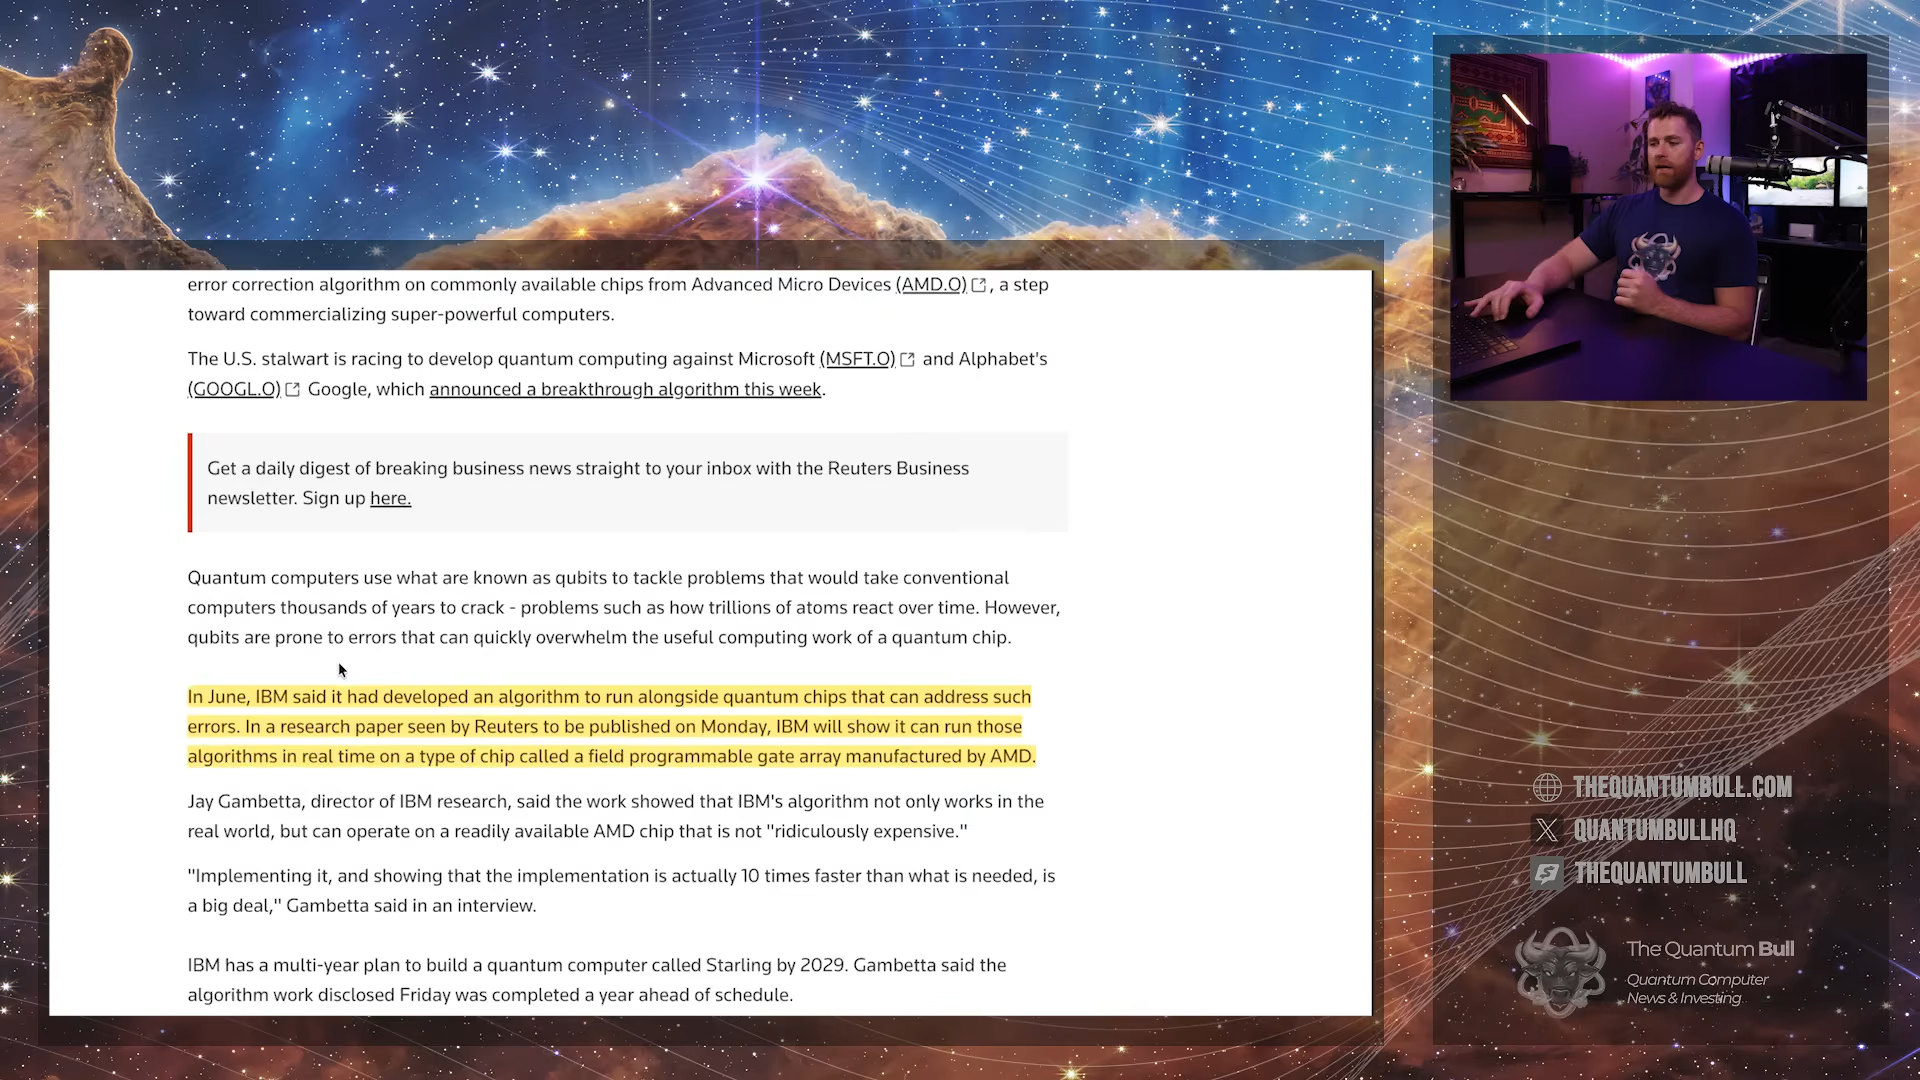 error correction algorithm on commonly available chips from Advanced Micro Devices (AMD.O), a step
toward commercializing super-powerful computers.
The U.S. stalwart is racing to develop quantum computing against Microsoft (MSFT.O) and Alphabet's
(GOOGL.O) Google, which announced a breakthrough algorithm this week.
Get a daily digest of breaking business news straight to your inbox with the Reuters Business
newsletter. Sign up here.
Quantum computers use what are known as qubits to tackle problems that would take conventional
computers thousands of years to crack - problems such as how trillions of atoms react over time. However,
qubits are prone to errors that can quickly overwhelm the useful computing work of a quantum chip.
In June, IBM said it had developed an algorithm to run alongside quantum chips that can address such
errors. In a research paper seen by Reuters to be published on Monday, IBM will show it can run those
algorithms in real time on a type of chip called a field programmable gate array manufactured by AMD.
Jay Gambetta, director of IBM research, said the work showed that IBM's algorithm not only works in the
real world, but can operate on a readily available AMD chip that is not "ridiculously expensive."
"Implementing it, and showing that the implementation is actually 10 times faster than what is needed, is
a big deal," Gambetta said in an interview.
IBM has a multi-year plan to build a quantum computer called Starling by 2029. Gambetta said the
algorithm work disclosed Friday was completed a year ahead of schedule.
THEQUANTUMBULL.COM
QUANTUMBULLHQ
THEQUANTUMBULL
The Quantum Bull
Quantum Computer
News & Investing